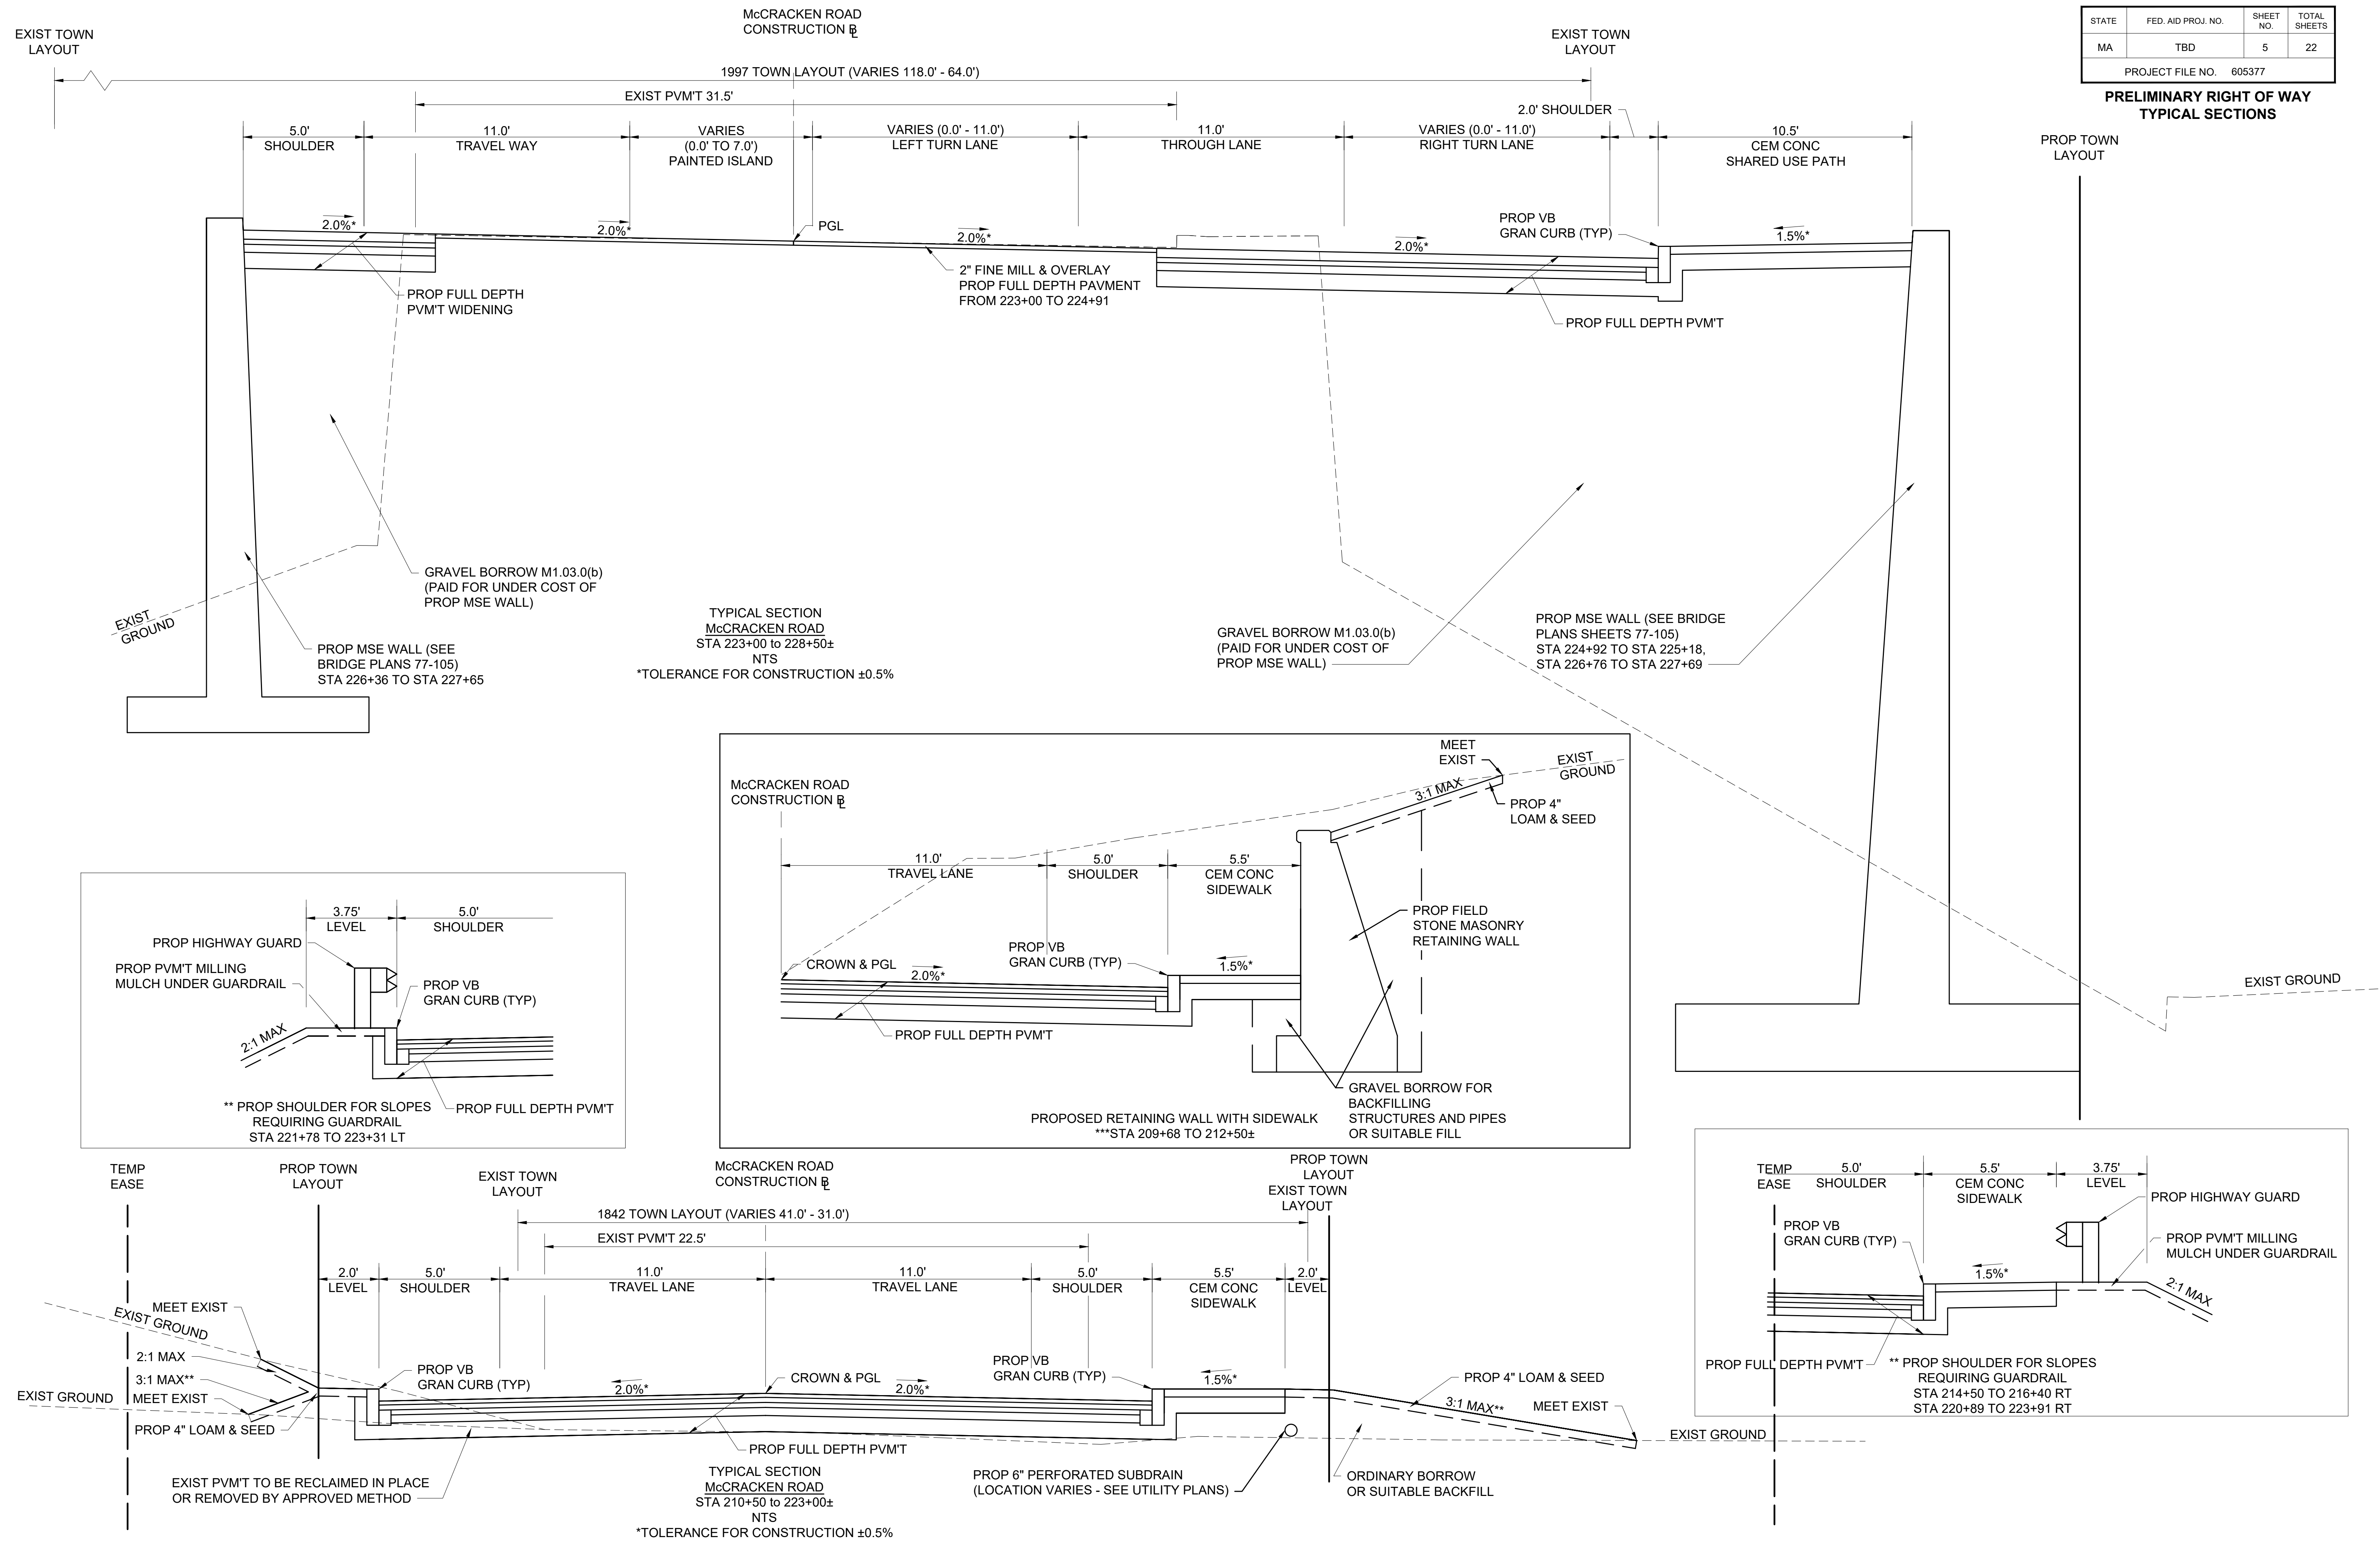 McCRACKEN ROAD
CONSTRUCTION BL
EXIST TOWN
LAYOUT
EXIST TOWN
LAYOUT
1997 TOWN LAYOUT (VARIES 118.0' - 64.0')
EXIST PVM'T 31.5'
2.0' SHOULDER
5.0'
SHOULDER
11.0'
TRAVEL WAY
VARIES
(0.0' TO 7.0')
PAINTED ISLAND
VARIES (0.0' - 11.0')
LEFT TURN LANE
11.0'
THROUGH LANE
VARIES (0.0' - 11.0')
RIGHT TURN LANE
10.5'
CEM CONC
SHARED USE PATH
STATE
FED. AID PROJ. NO.
SHEET
NO.
TOTAL
SHEETS
MA
TBD
5
22
PROJECT FILE NO. 605377
PRELIMINARY RIGHT OF WAY
TYPICAL SECTIONS
PROP TOWN
LAYOUT
2.0%*
2.0%*
PGL
2.0%*
2.0%*
PROP VB
GRAN CURB (TYP)
1.5%*
PROP FULL DEPTH
PVM'T WIDENING
2" FINE MILL & OVERLAY
PROP FULL DEPTH PAVMENT
FROM 223+00 TO 224+91
PROP FULL DEPTH PVM'T
EXIST
GROUND
GRAVEL BORROW M1.03.0(b)
(PAID FOR UNDER COST OF
PROP MSE WALL)
PROP MSE WALL (SEE
BRIDGE PLANS 77-105)
STA 226+36 TO STA 227+65
TYPICAL SECTION
McCRACKEN ROAD
STA 223+00 to 228+50±
NTS
*TOLERANCE FOR CONSTRUCTION ±0.5%
GRAVEL BORROW M1.03.0(b)
(PAID FOR UNDER COST OF
PROP MSE WALL)
PROP MSE WALL (SEE BRIDGE
PLANS SHEETS 77-105)
STA 224+92 TO STA 225+18,
STA 226+76 TO STA 227+69
EXIST GROUND
McCRACKEN ROAD
CONSTRUCTION BL
MEET
EXIST
EXIST
GROUND
3:1 MAX
PROP 4"
LOAM & SEED
11.0'
TRAVEL LANE
5.0'
SHOULDER
5.5'
CEM CONC
SIDEWALK
PROP FIELD
STONE MASONRY
RETAINING WALL
CROWN & PGL
2.0%*
PROP VB
GRAN CURB (TYP)
1.5%*
PROP FULL DEPTH PVM'T
GRAVEL BORROW FOR
BACKFILLING
STRUCTURES AND PIPES
OR SUITABLE FILL
PROPOSED RETAINING WALL WITH SIDEWALK
***STA 209+68 TO 212+50±
3.75'
LEVEL
5.0'
SHOULDER
PROP HIGHWAY GUARD
PROP PVM'T MILLING
MULCH UNDER GUARDRAIL
PROP VB
GRAN CURB (TYP)
2:1 MAX
PROP FULL DEPTH PVM'T
** PROP SHOULDER FOR SLOPES
REQUIRING GUARDRAIL
STA 221+78 TO 223+31 LT
TEMP
EASE
PROP TOWN
LAYOUT
EXIST TOWN
LAYOUT
McCRACKEN ROAD
CONSTRUCTION BL
PROP TOWN
LAYOUT
EXIST TOWN
LAYOUT
1842 TOWN LAYOUT (VARIES 41.0' - 31.0')
EXIST PVM'T 22.5'
2.0'
LEVEL
5.0'
SHOULDER
11.0'
TRAVEL LANE
11.0'
TRAVEL LANE
5.0'
SHOULDER
5.5'
CEM CONC
SIDEWALK
2.0'
LEVEL
MEET EXIST
EXIST GROUND
2:1 MAX
3:1 MAX**
EXIST GROUND
MEET EXIST
PROP 4" LOAM & SEED
PROP VB
GRAN CURB (TYP)
2.0%*
CROWN & PGL
2.0%*
PROP VB
GRAN CURB (TYP)
1.5%*
PROP 4" LOAM & SEED
3:1 MAX**
MEET EXIST
EXIST GROUND
PROP FULL DEPTH PVM'T
EXIST PVM'T TO BE RECLAIMED IN PLACE
OR REMOVED BY APPROVED METHOD
PROP 6" PERFORATED SUBDRAIN
(LOCATION VARIES - SEE UTILITY PLANS)
ORDINARY BORROW
OR SUITABLE BACKFILL
TYPICAL SECTION
McCRACKEN ROAD
STA 210+50 to 223+00±
NTS
*TOLERANCE FOR CONSTRUCTION ±0.5%
TEMP
EASE
5.0'
SHOULDER
5.5'
CEM CONC
SIDEWALK
3.75'
LEVEL
PROP HIGHWAY GUARD
PROP VB
GRAN CURB (TYP)
PROP PVM'T MILLING
MULCH UNDER GUARDRAIL
1.5%*
2:1 MAX
PROP FULL DEPTH PVM'T
** PROP SHOULDER FOR SLOPES
REQUIRING GUARDRAIL
STA 214+50 TO 216+40 RT
STA 220+89 TO 223+91 RT